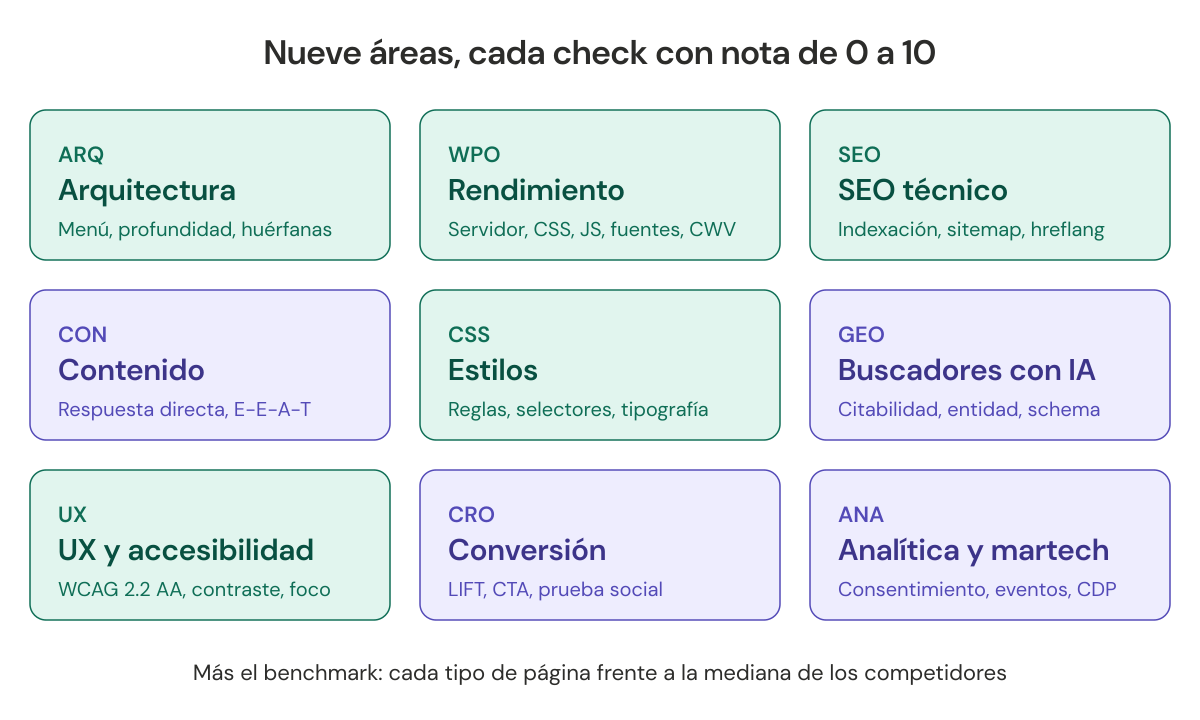 Nueve áreas, cada check con nota de 0 a 10
ARQ
Arquitectura
Menú, profundidad, huérfanas
WPO
Rendimiento
Servidor, CSS, JS, fuentes, CWV
SEO
SEO técnico
Indexación, sitemap, hreflang
CON
Contenido
Respuesta directa, E-E-A-T
CSS
Estilos
Reglas, selectores, tipografía
GEO
Buscadores con IA
Citabilidad, entidad, schema
UX
UX y accesibilidad
WCAG 2.2 AA, contraste, foco
CRO
Conversión
LIFT, CTA, prueba social
ANA
Analítica y martech
Consentimiento, eventos, CDP
Más el benchmark: cada tipo de página frente a la mediana de los competidores